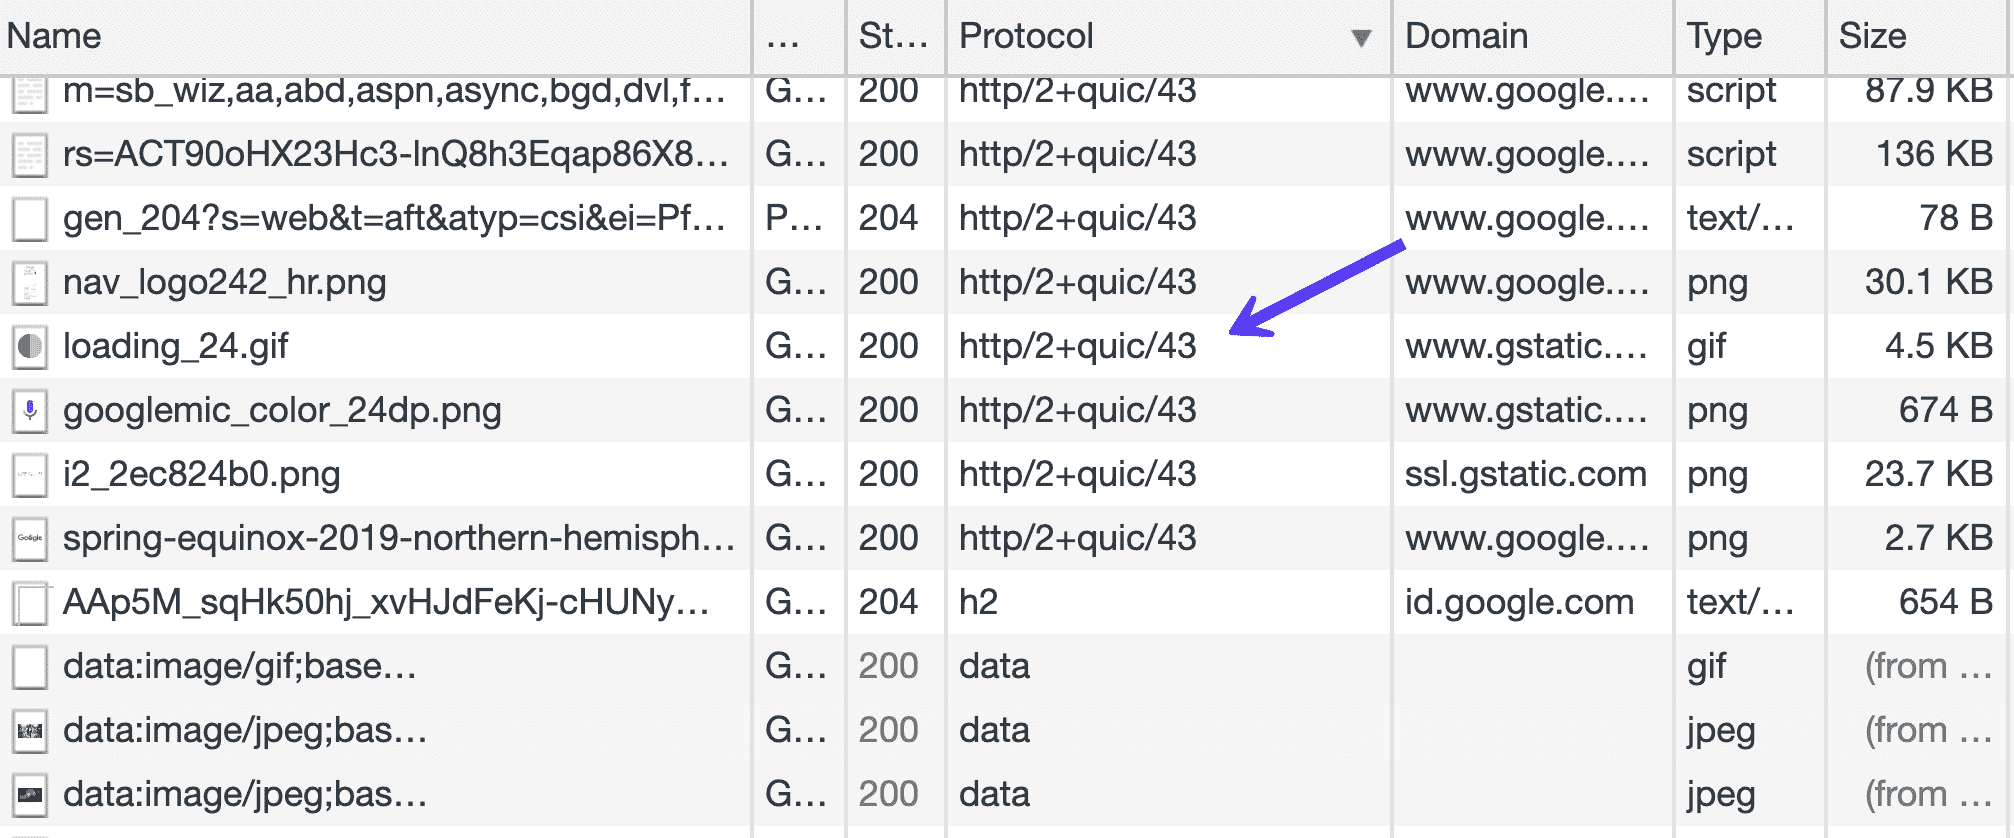 Name ... St... Protocol Domain Type Size
m=sb_wiz,aa,abd,aspn,async,bgd,dvl,f... G... 200 http/2+quic/43 www.google.... script 87.9 KB
rs=ACT90oHX23Hc3-lnQ8h3Eqap86X8... G... 200 http/2+quic/43 www.google.... script 136 KB
gen_204?s=web&t=aft&atyp=csi&ei=Pf... P... 204 http/2+quic/43 www.google.... text/... 78 B
nav_logo242_hr.png G... 200 http/2+quic/43 www.google.... png 30.1 KB
loading_24.gif G... 200 http/2+quic/43 www.gstatic.... gif 4.5 KB
googlemic_color_24dp.png G... 200 http/2+quic/43 www.gstatic.... png 674 B
i2_2ec824b0.png G... 200 http/2+quic/43 ssl.gstatic.com png 23.7 KB
Google spring-equinox-2019-northern-hemisph... G... 200 http/2+quic/43 www.google.... png 2.7 KB
AAp5M_sqHk50hj_xvHJdFeKj-cHUNy... G... 204 h2 id.google.com text/... 654 B
data:image/gif;base... G... 200 data gif (from ...
data:image/jpeg;bas... G... 200 data jpeg (from ...
data:image/jpeg;bas... G... 200 data jpeg (from ...